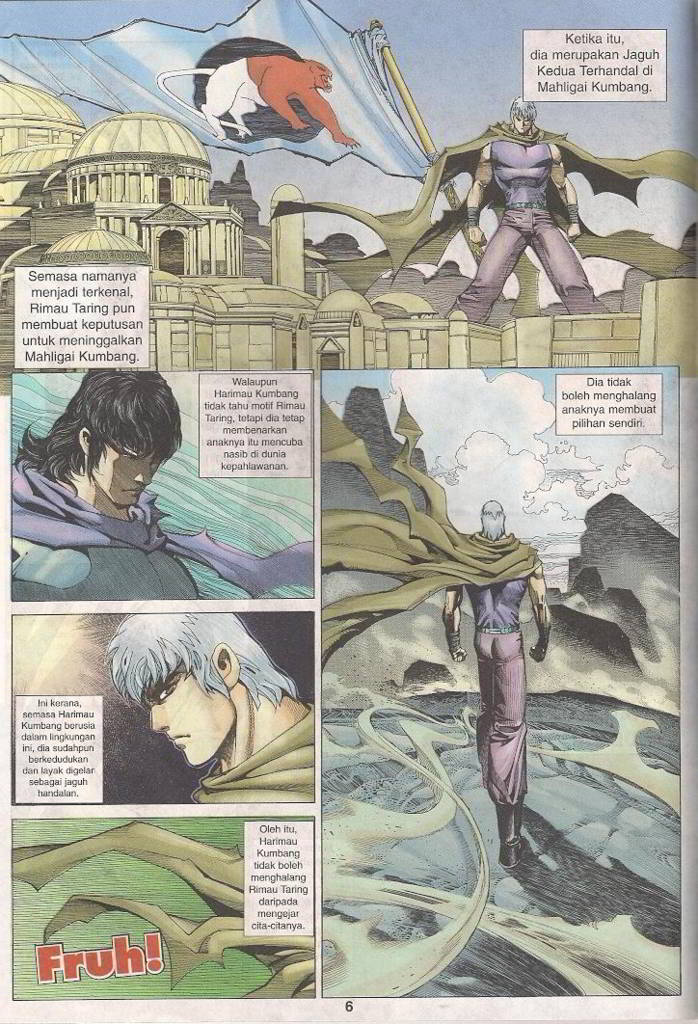 Ketika itu,
dia merupakan Jaguh
Kedua Terhandal di
Mahligai Kumbang.
Semasa namanya
menjadi terkenal,
Rimau Taring pun
membuat keputusan
untuk meninggalkan
Mahligai Kumbang.
Walaupun
Harimau Kumbang
tidak tahu motif Rimau
Taring, tetapi dia tetap
membenarkan
anaknya itu mencuba
nasib di dunia
kepahlawanan.
Dia tidak
boleh menghalang
anaknya membuat
pilihan sendiri.
Ini kerana,
semasa Harimau
Kumbang berusia
dalam lingkungan
ini, dia sudahpun
berkedudukan
dan layak digelar
sebagai jaguh
handalan.
Oleh itu,
Harimau
Kumbang
tidak boleh
menghalang
Rimau Taring
daripada
mengejar
cita-citanya.
Fruh!
6